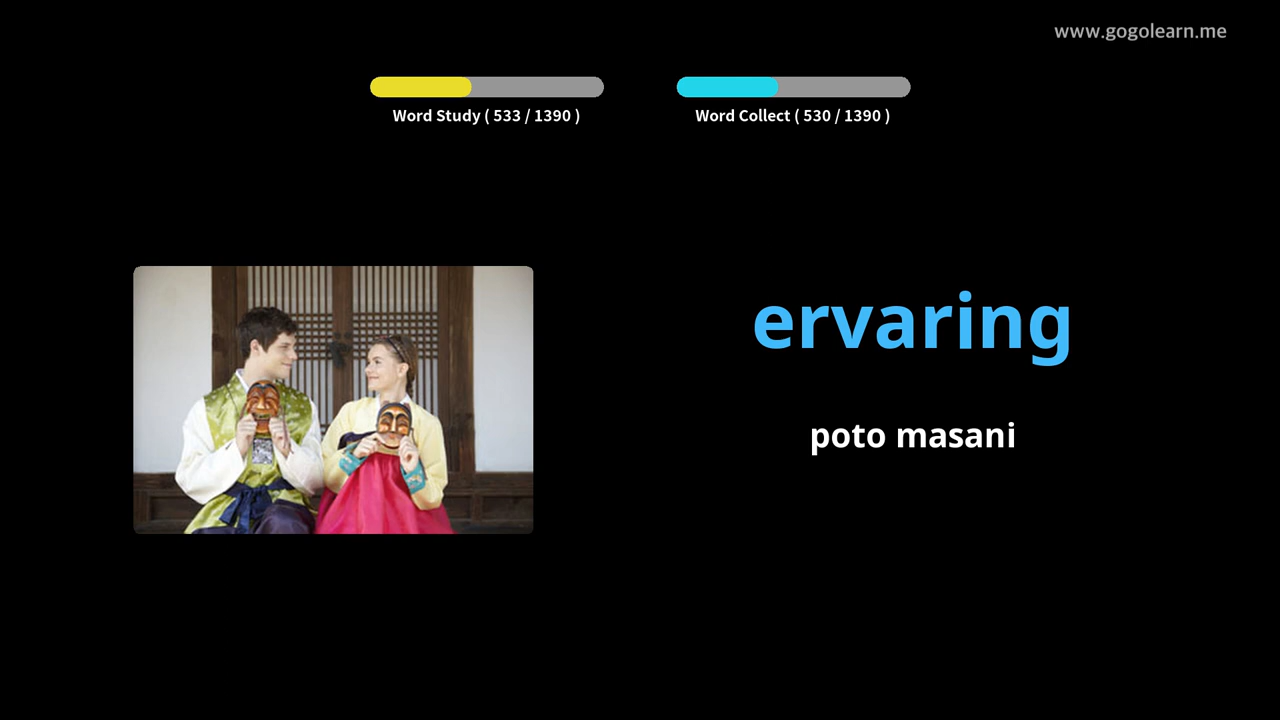 www.gogolearn.me
Word Study ( 533 / 1390 )
Word Collect ( 530 / 1390 )
ervaring
poto masani